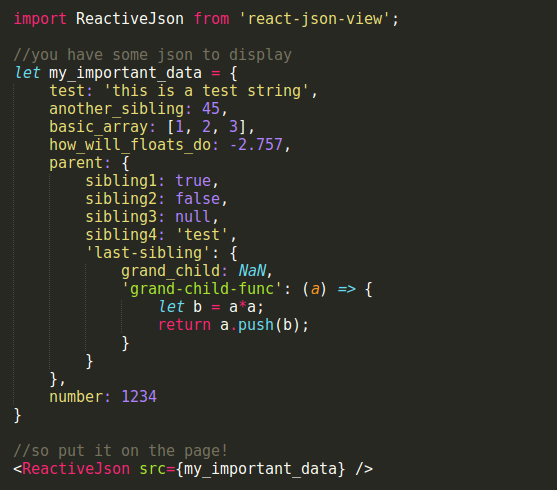 import ReactiveJson from 'react-json-view';
//you have some json to display
let my_important_data = {
test: 'this is a test string',
another_sibling: 45,
basic_array: [1, 2, 3],
how_will_floats_do: -2.757,
parent: {
sibling1: true,
sibling2: false,
sibling3: null,
sibling4: 'test',
'last-sibling': {
grand_child: NaN,
'grand-child-func': (a) => {
let b = a*a;
return a.push(b);
}
}
},
number: 1234
}
//so put it on the page!
<ReactiveJson src={my_important_data} />